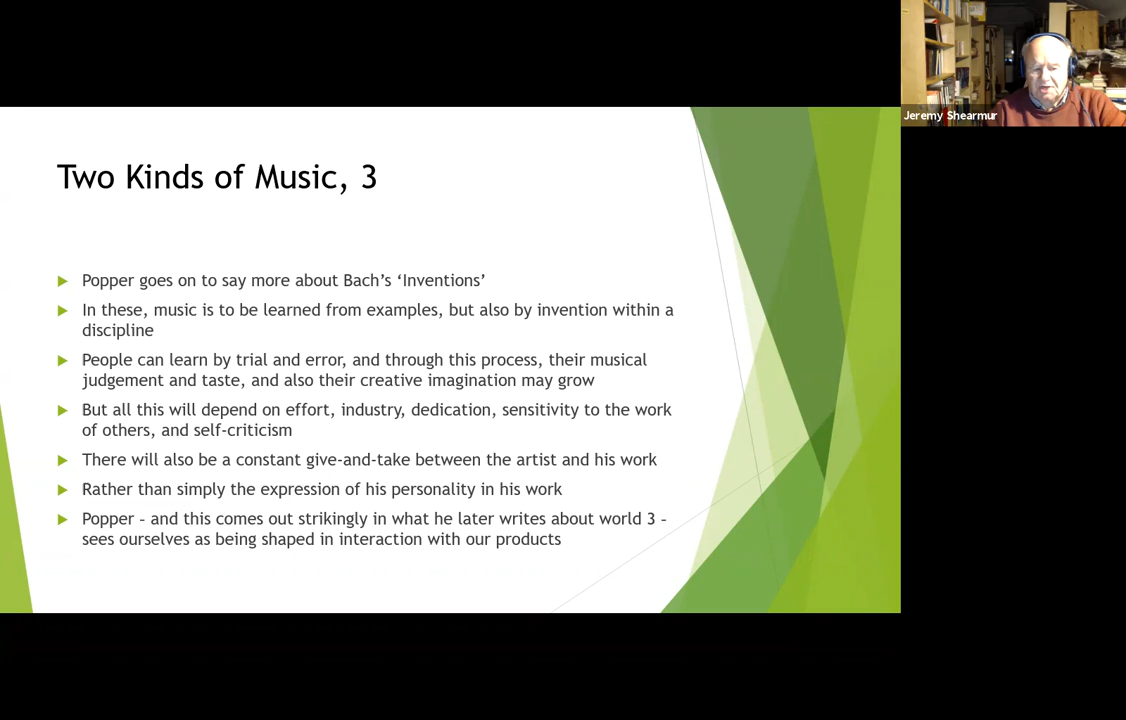 Jeremy Shearmur
Two Kinds of Music, 3
Popper goes on to say more about Bach's ‘Inventions’
In these, music is to be learned from examples, but also by invention within a
discipline
People can learn by trial and error, and through this process, their musical
judgement and taste, and also their creative imagination may grow
But all this will depend on effort, industry, dedication, sensitivity to the work
of others, and self-criticism
There will also be a constant give-and-take between the artist and his work
Rather than simply the expression of his personality in his work
Popper – and this comes out strikingly in what he later writes about world 3 –
sees ourselves as being shaped in interaction with our products